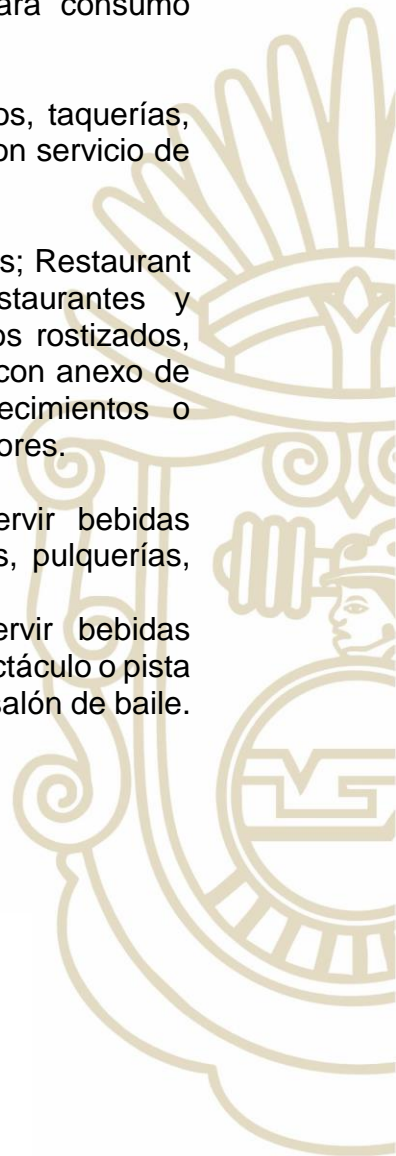 ara consumo
os, taquerías,
on servicio de
s; Restaurant
staurantes y
os rostizados,
con anexo de
ecimientos o
ores.
ervir bebidas
s, pulquerías,
ervir bebidas
ctáculo o pista
salón de baile.